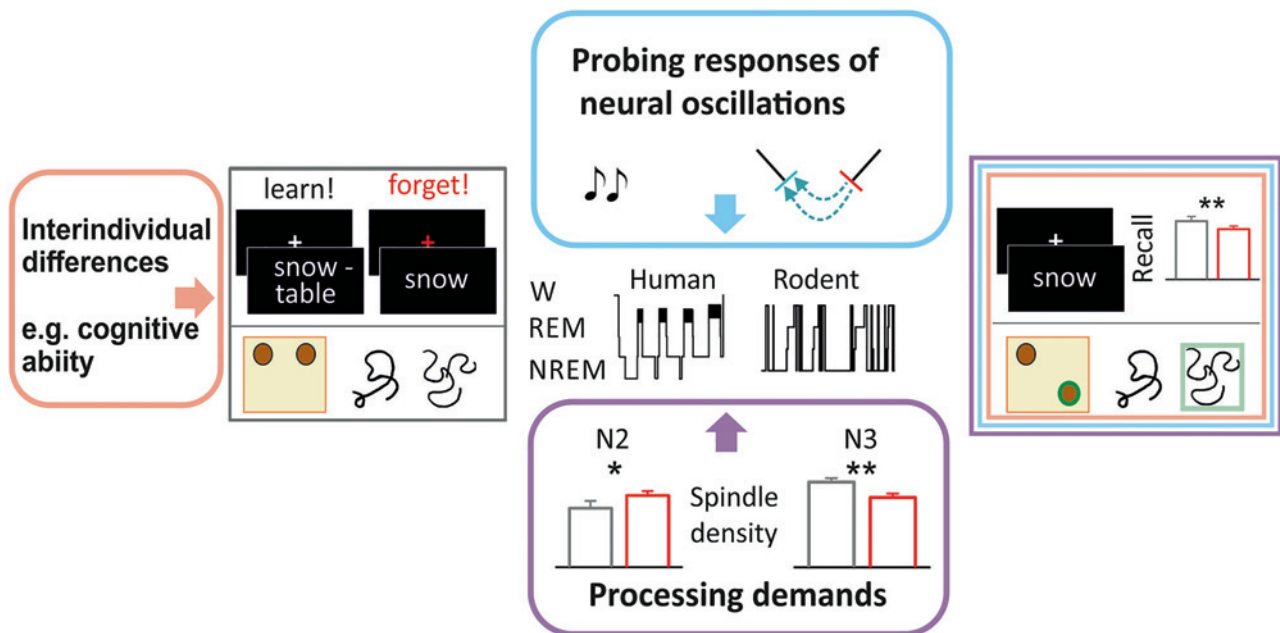 Probing responses of
neural oscillations
Interindividual
differences
e.g. cognitive
abiity
learn!
forget!
+
+
snow -
table
snow
W
REM
NREM
Human
Rodent
N2
*
N3
**
Spindle
density
Processing demands
+
snow
Recall
**